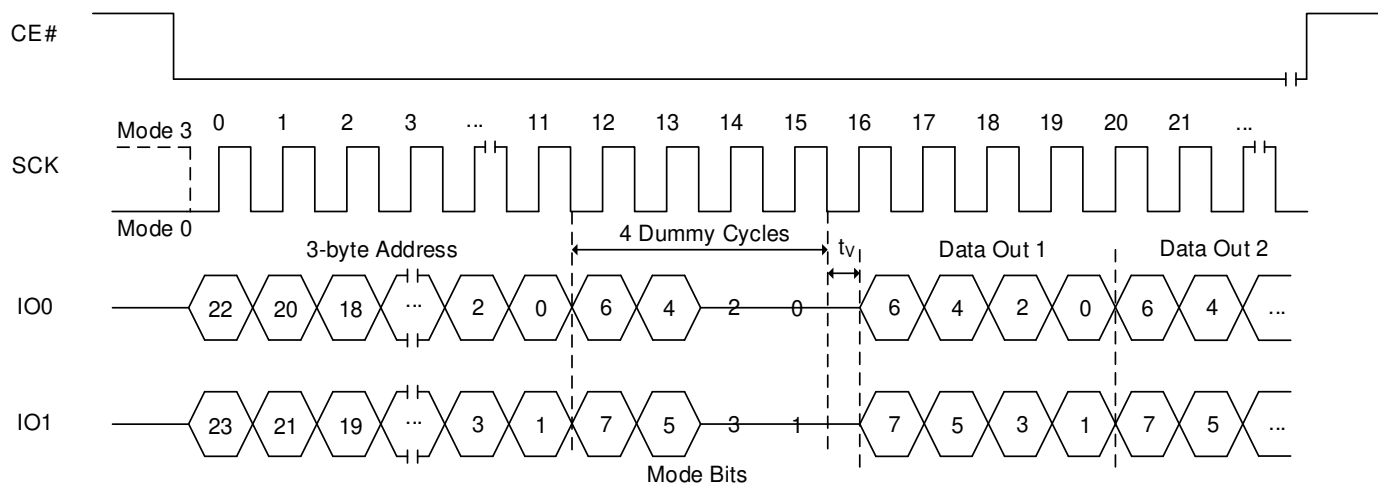 CE#
Mode 3 0 1 2 3 ... 11 12 13 14 15 16 17 18 19 20 21 ...
SCK
Mode 0
3-byte Address 4 Dummy Cycles tV Data Out 1 Data Out 2
IO0 22 20 18 ... 2 0 6 4 2 0 6 4 2 0 6 4 ...
IO1 23 21 19 ... 3 1 7 5 3 1 7 5 3 1 7 5 ...
Mode Bits